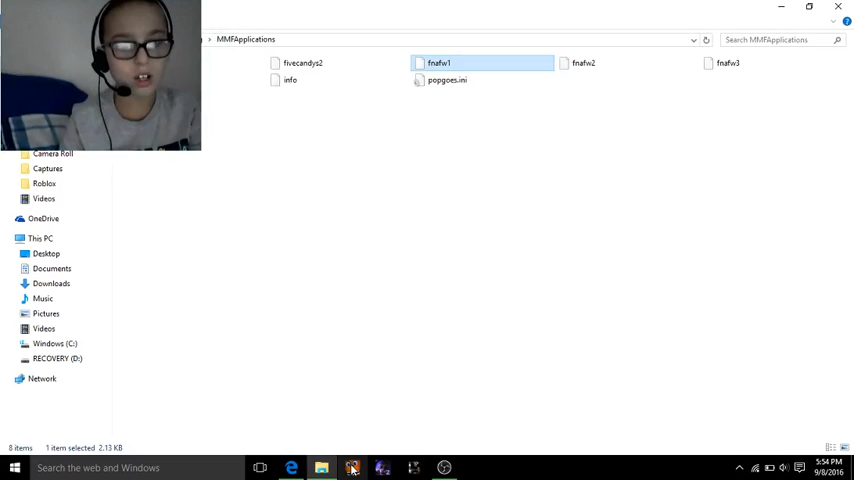 MMFApplications
Search MMFApplications
fivecandys2
fnafw1
fnafw2
fnafw3
info
popgoes.ini
Camera Roll
Captures
Roblox
Videos
OneDrive
This PC
Desktop
Documents
Downloads
Music
Pictures
Videos
Windows (C:)
RECOVERY (D:)
Network
8 items 1 item selected 2.13 KB
Search the web and Windows
5:54 PM
9/8/2016